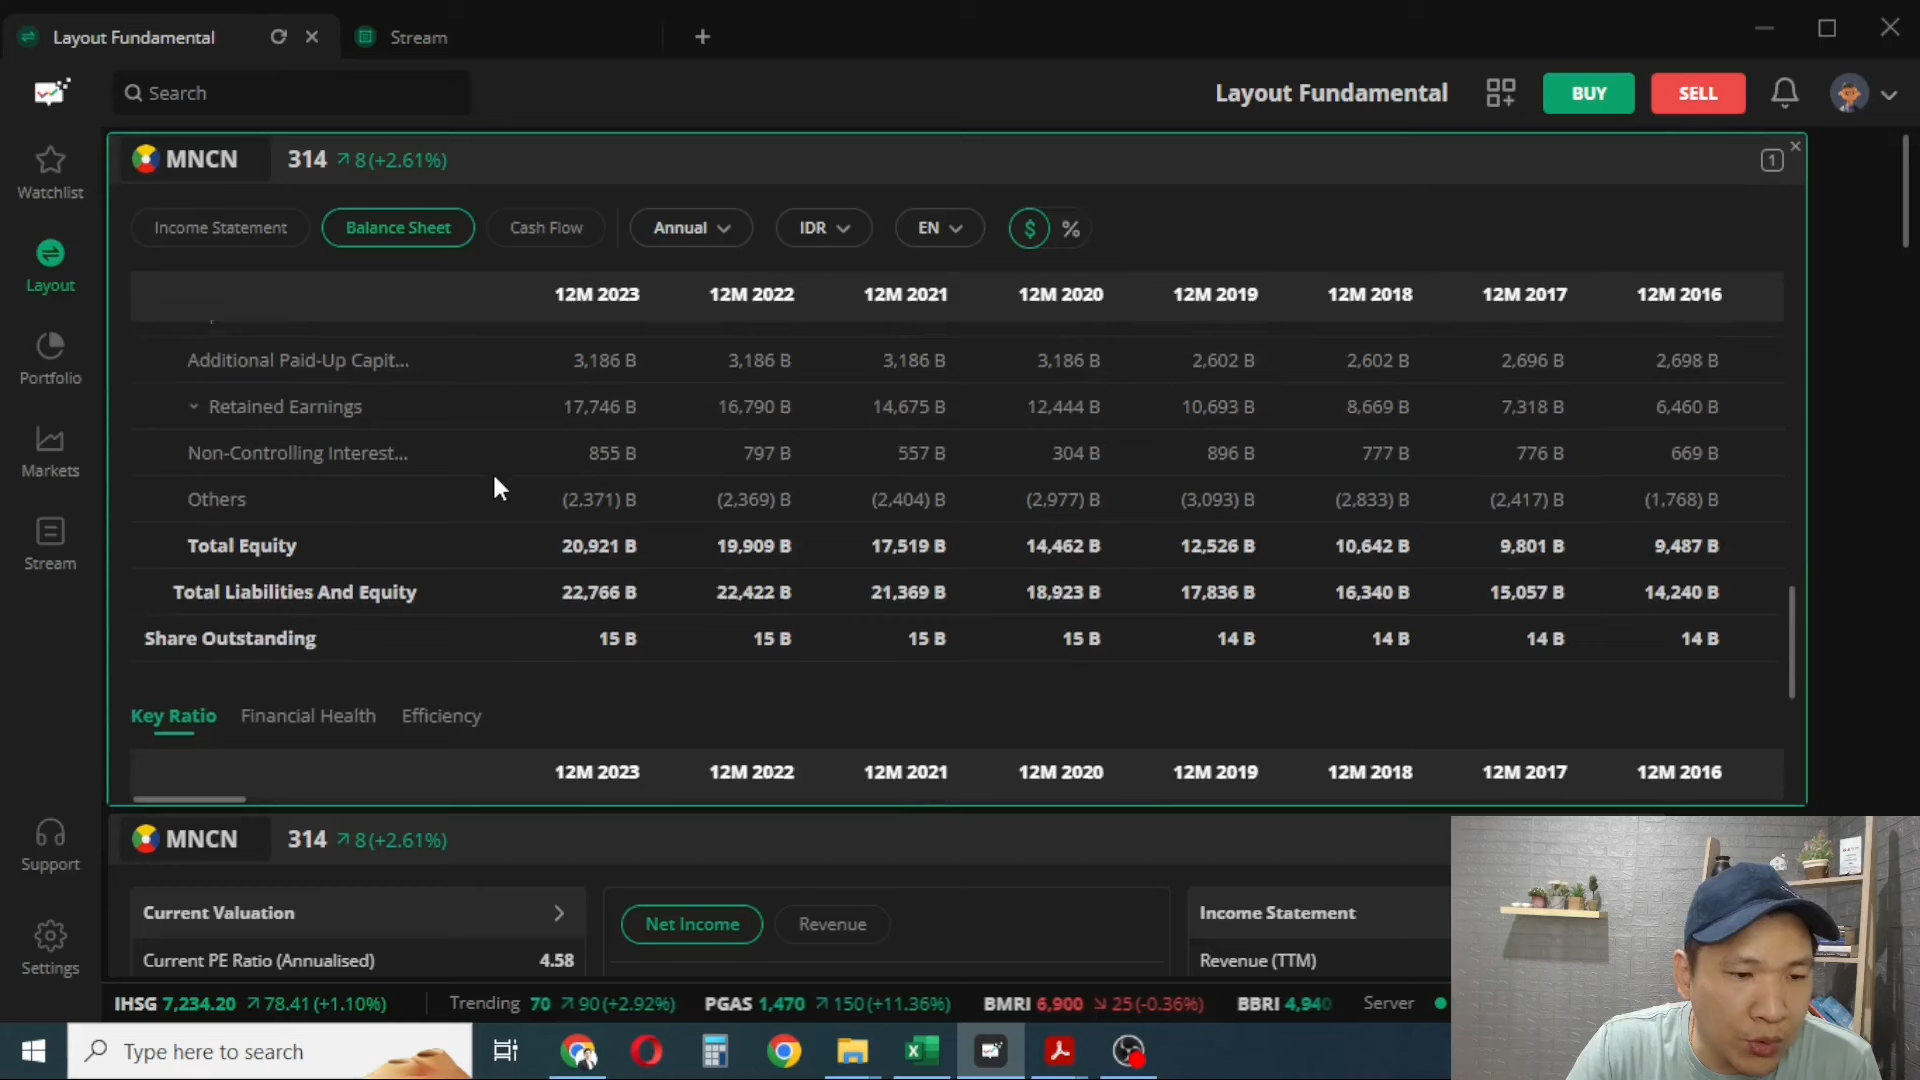 Layout Fundamental
Stream
Search
Layout Fundamental
BUY
SELL
Watchlist
Layout
Portfolio
Markets
Stream
Support
Settings
MNCN 314 8(+2.61%)
1
Income Statement Balance Sheet Cash Flow Annual IDR EN $ %
12M 2023 12M 2022 12M 2021 12M 2020 12M 2019 12M 2018 12M 2017 12M 2016
Additional Paid-Up Capit... 3,186 B 3,186 B 3,186 B 3,186 B 2,602 B 2,602 B 2,696 B 2,698 B
Retained Earnings 17,746 B 16,790 B 14,675 B 12,444 B 10,693 B 8,669 B 7,318 B 6,460 B
Non-Controlling Interest... 855 B 797 B 557 B 304 B 896 B 777 B 776 B 669 B
Others (2,371) B (2,369) B (2,404) B (2,977) B (3,093) B (2,833) B (2,417) B (1,768) B
Total Equity 20,921 B 19,909 B 17,519 B 14,462 B 12,526 B 10,642 B 9,801 B 9,487 B
Total Liabilities And Equity 22,766 B 22,422 B 21,369 B 18,923 B 17,836 B 16,340 B 15,057 B 14,240 B
Share Outstanding 15 B 15 B 15 B 15 B 14 B 14 B 14 B 14 B
Key Ratio Financial Health Efficiency
12M 2023 12M 2022 12M 2021 12M 2020 12M 2019 12M 2018 12M 2017 12M 2016
MNCN 314 8(+2.61%)
Current Valuation
Current PE Ratio (Annualised) 4.58
Net Income Revenue
Income Statement
Revenue (TTM)
IHSG 7,234.20 78.41 (+1.10%) Trending 70 90 (+2.92%) PGAS 1,470 150 (+11.36%) BMRI 6,900 25 (-0.36%) BBRI 4,940 Server
Type here to search